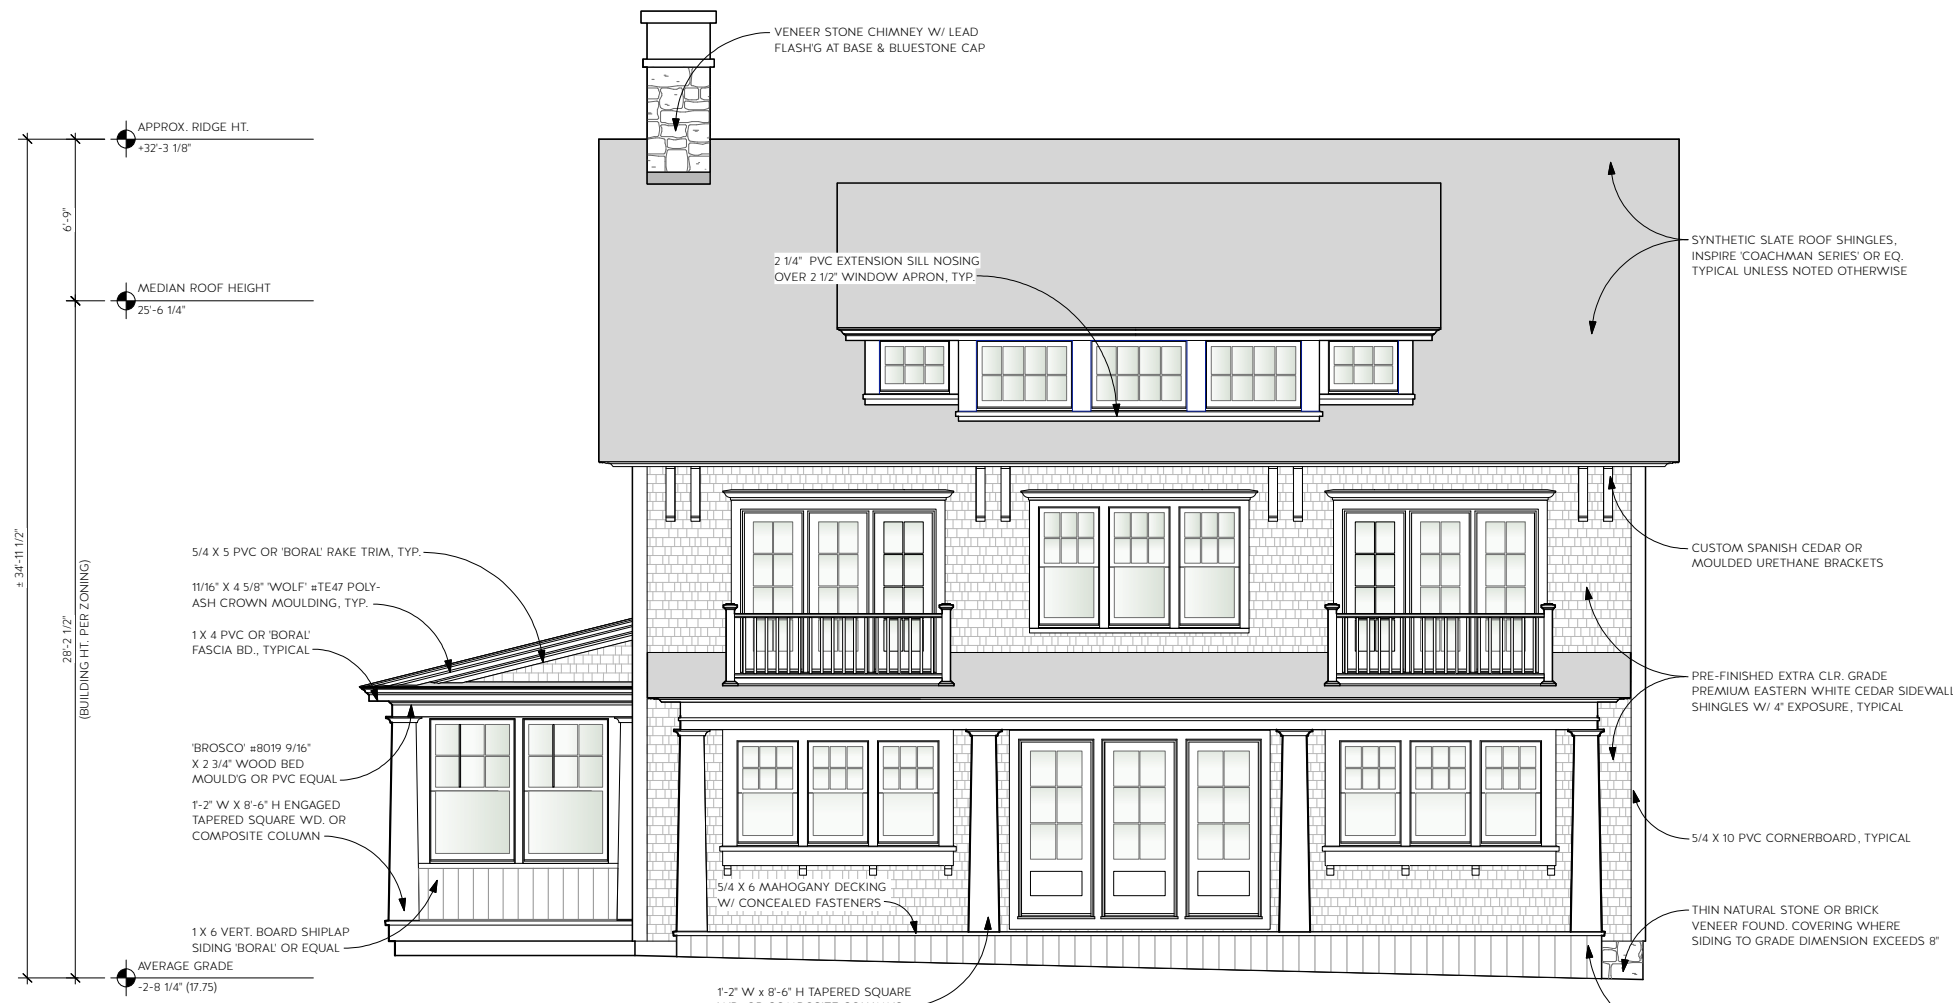 VENEER STONE CHIMNEY W/ LEAD
FLASH'G AT BASE & BLUESTONE CAP
APPROX. RIDGE HT.
+32'-3 1/8"
6'-9"
MEDIAN ROOF HEIGHT
25'-6 1/4"
SYNTHETIC SLATE ROOF SHINGLES,
INSPIRE 'COACHMAN SERIES' OR EQ.
TYPICAL UNLESS NOTED OTHERWISE
2 1/4" PVC EXTENSION SILL NOSING
OVER 2 1/2" WINDOW APRON, TYP.
± 34'-11 1/2"
28'-2 1/2"
(BUILDING HT. PER ZONING)
5/4 X 5 PVC OR 'BORAL' RAKE TRIM, TYP.
11/16" X 4 5/8" 'WOLF' #TE47 POLY-
ASH CROWN MOULDING, TYP.
1 X 4 PVC OR 'BORAL'
FASCIA BD., TYPICAL
'BROSCO' #8019 9/16"
X 2 3/4" WOOD BED
MOULD'G OR PVC EQUAL
1'-2" W X 8'-6" H ENGAGED
TAPERED SQUARE WD. OR
COMPOSITE COLUMN
1 X 6 VERT. BOARD SHIPLAP
SIDING 'BORAL' OR EQUAL
AVERAGE GRADE
-2-8 1/4" (17.75)
CUSTOM SPANISH CEDAR OR
MOULDED URETHANE BRACKETS
PRE-FINISHED EXTRA CLR. GRADE
PREMIUM EASTERN WHITE CEDAR SIDEWALL
SHINGLES W/ 4" EXPOSURE, TYPICAL
5/4 X 10 PVC CORNERBOARD, TYPICAL
5/4 X 6 MAHOGANY DECKING
W/ CONCEALED FASTENERS
THIN NATURAL STONE OR BRICK
VENEER FOUND. COVERING WHERE
SIDING TO GRADE DIMENSION EXCEEDS 8"
1'-2" W x 8'-6" H TAPERED SQUARE